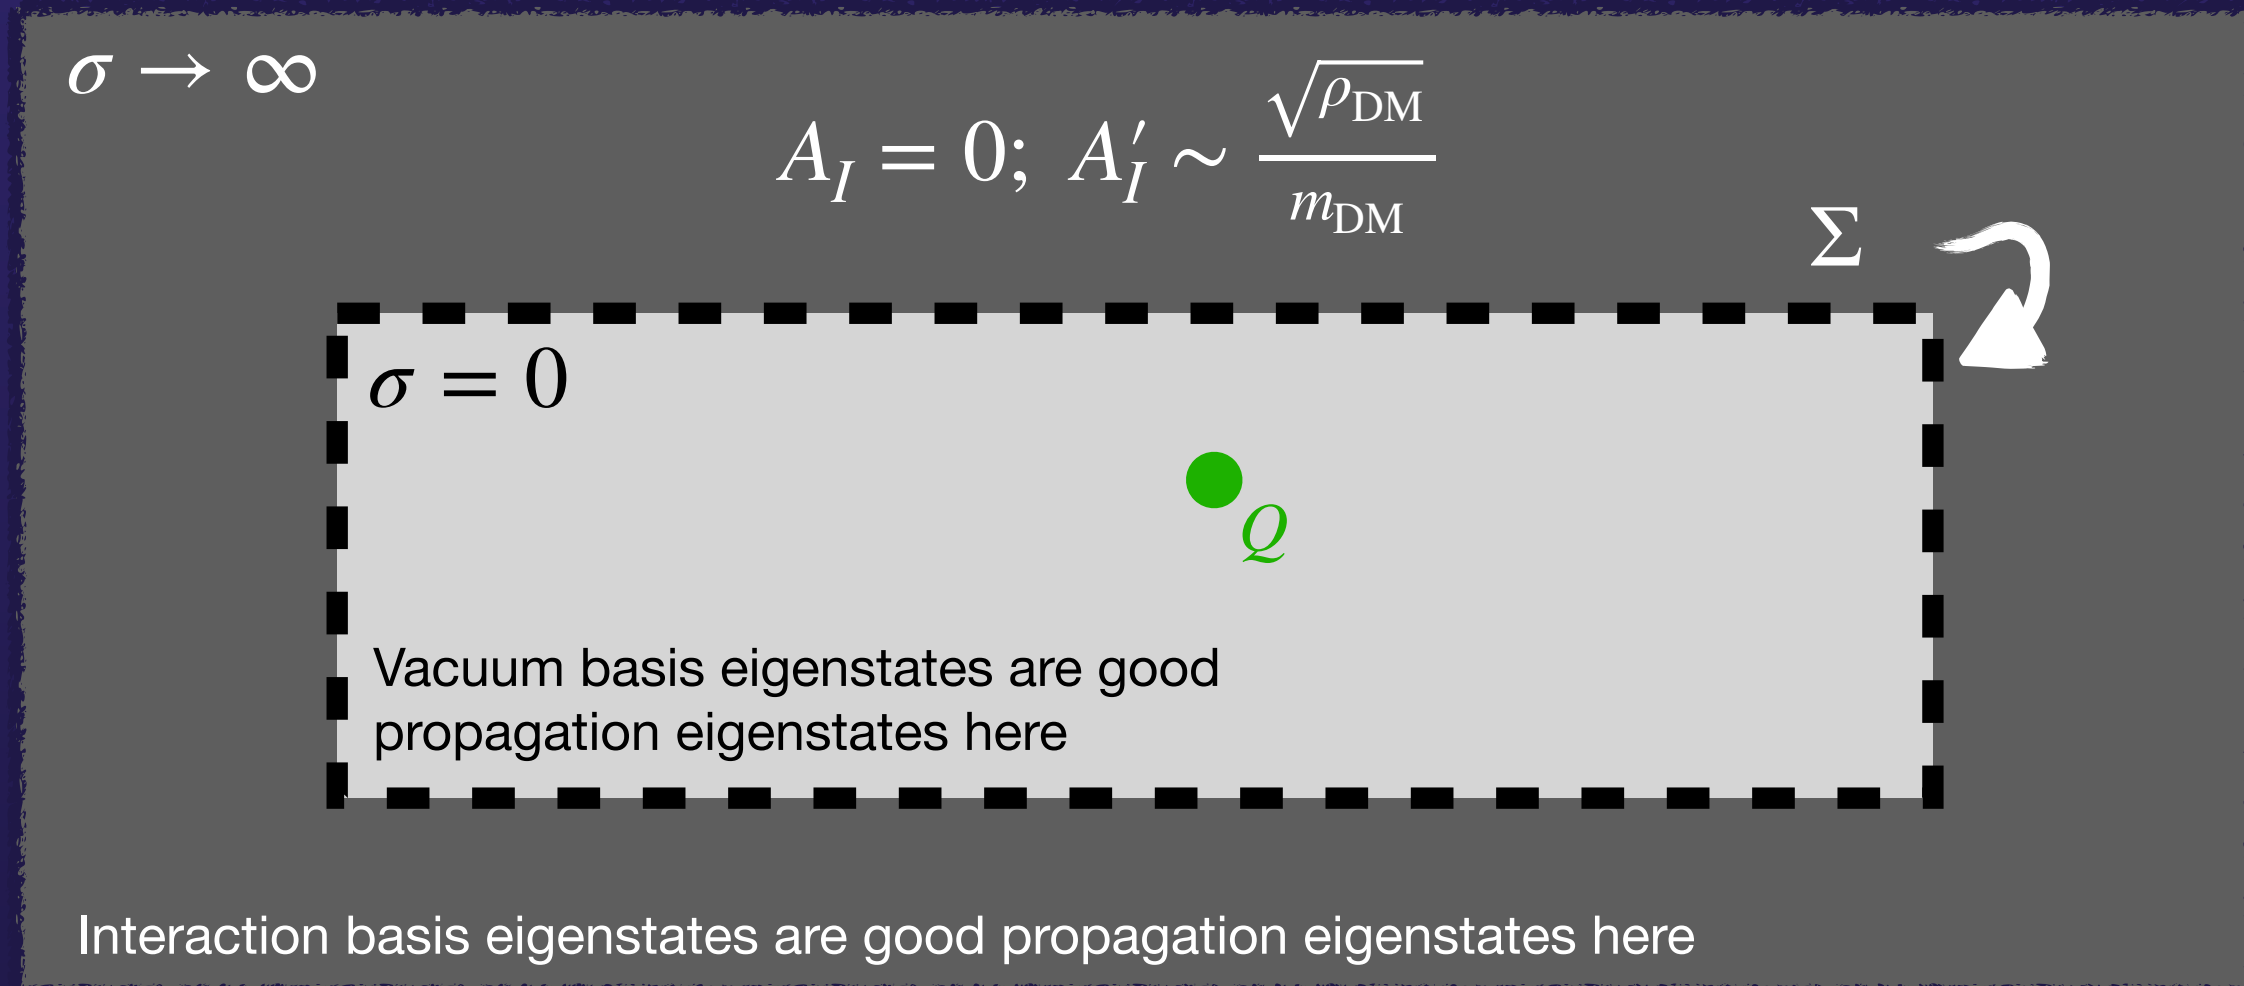 σ → ∞
A_I = 0; A′_I ∼ √ρ_DM / m_DM
Σ
σ = 0
Q
Vacuum basis eigenstates are good
propagation eigenstates here
Interaction basis eigenstates are good propagation eigenstates here